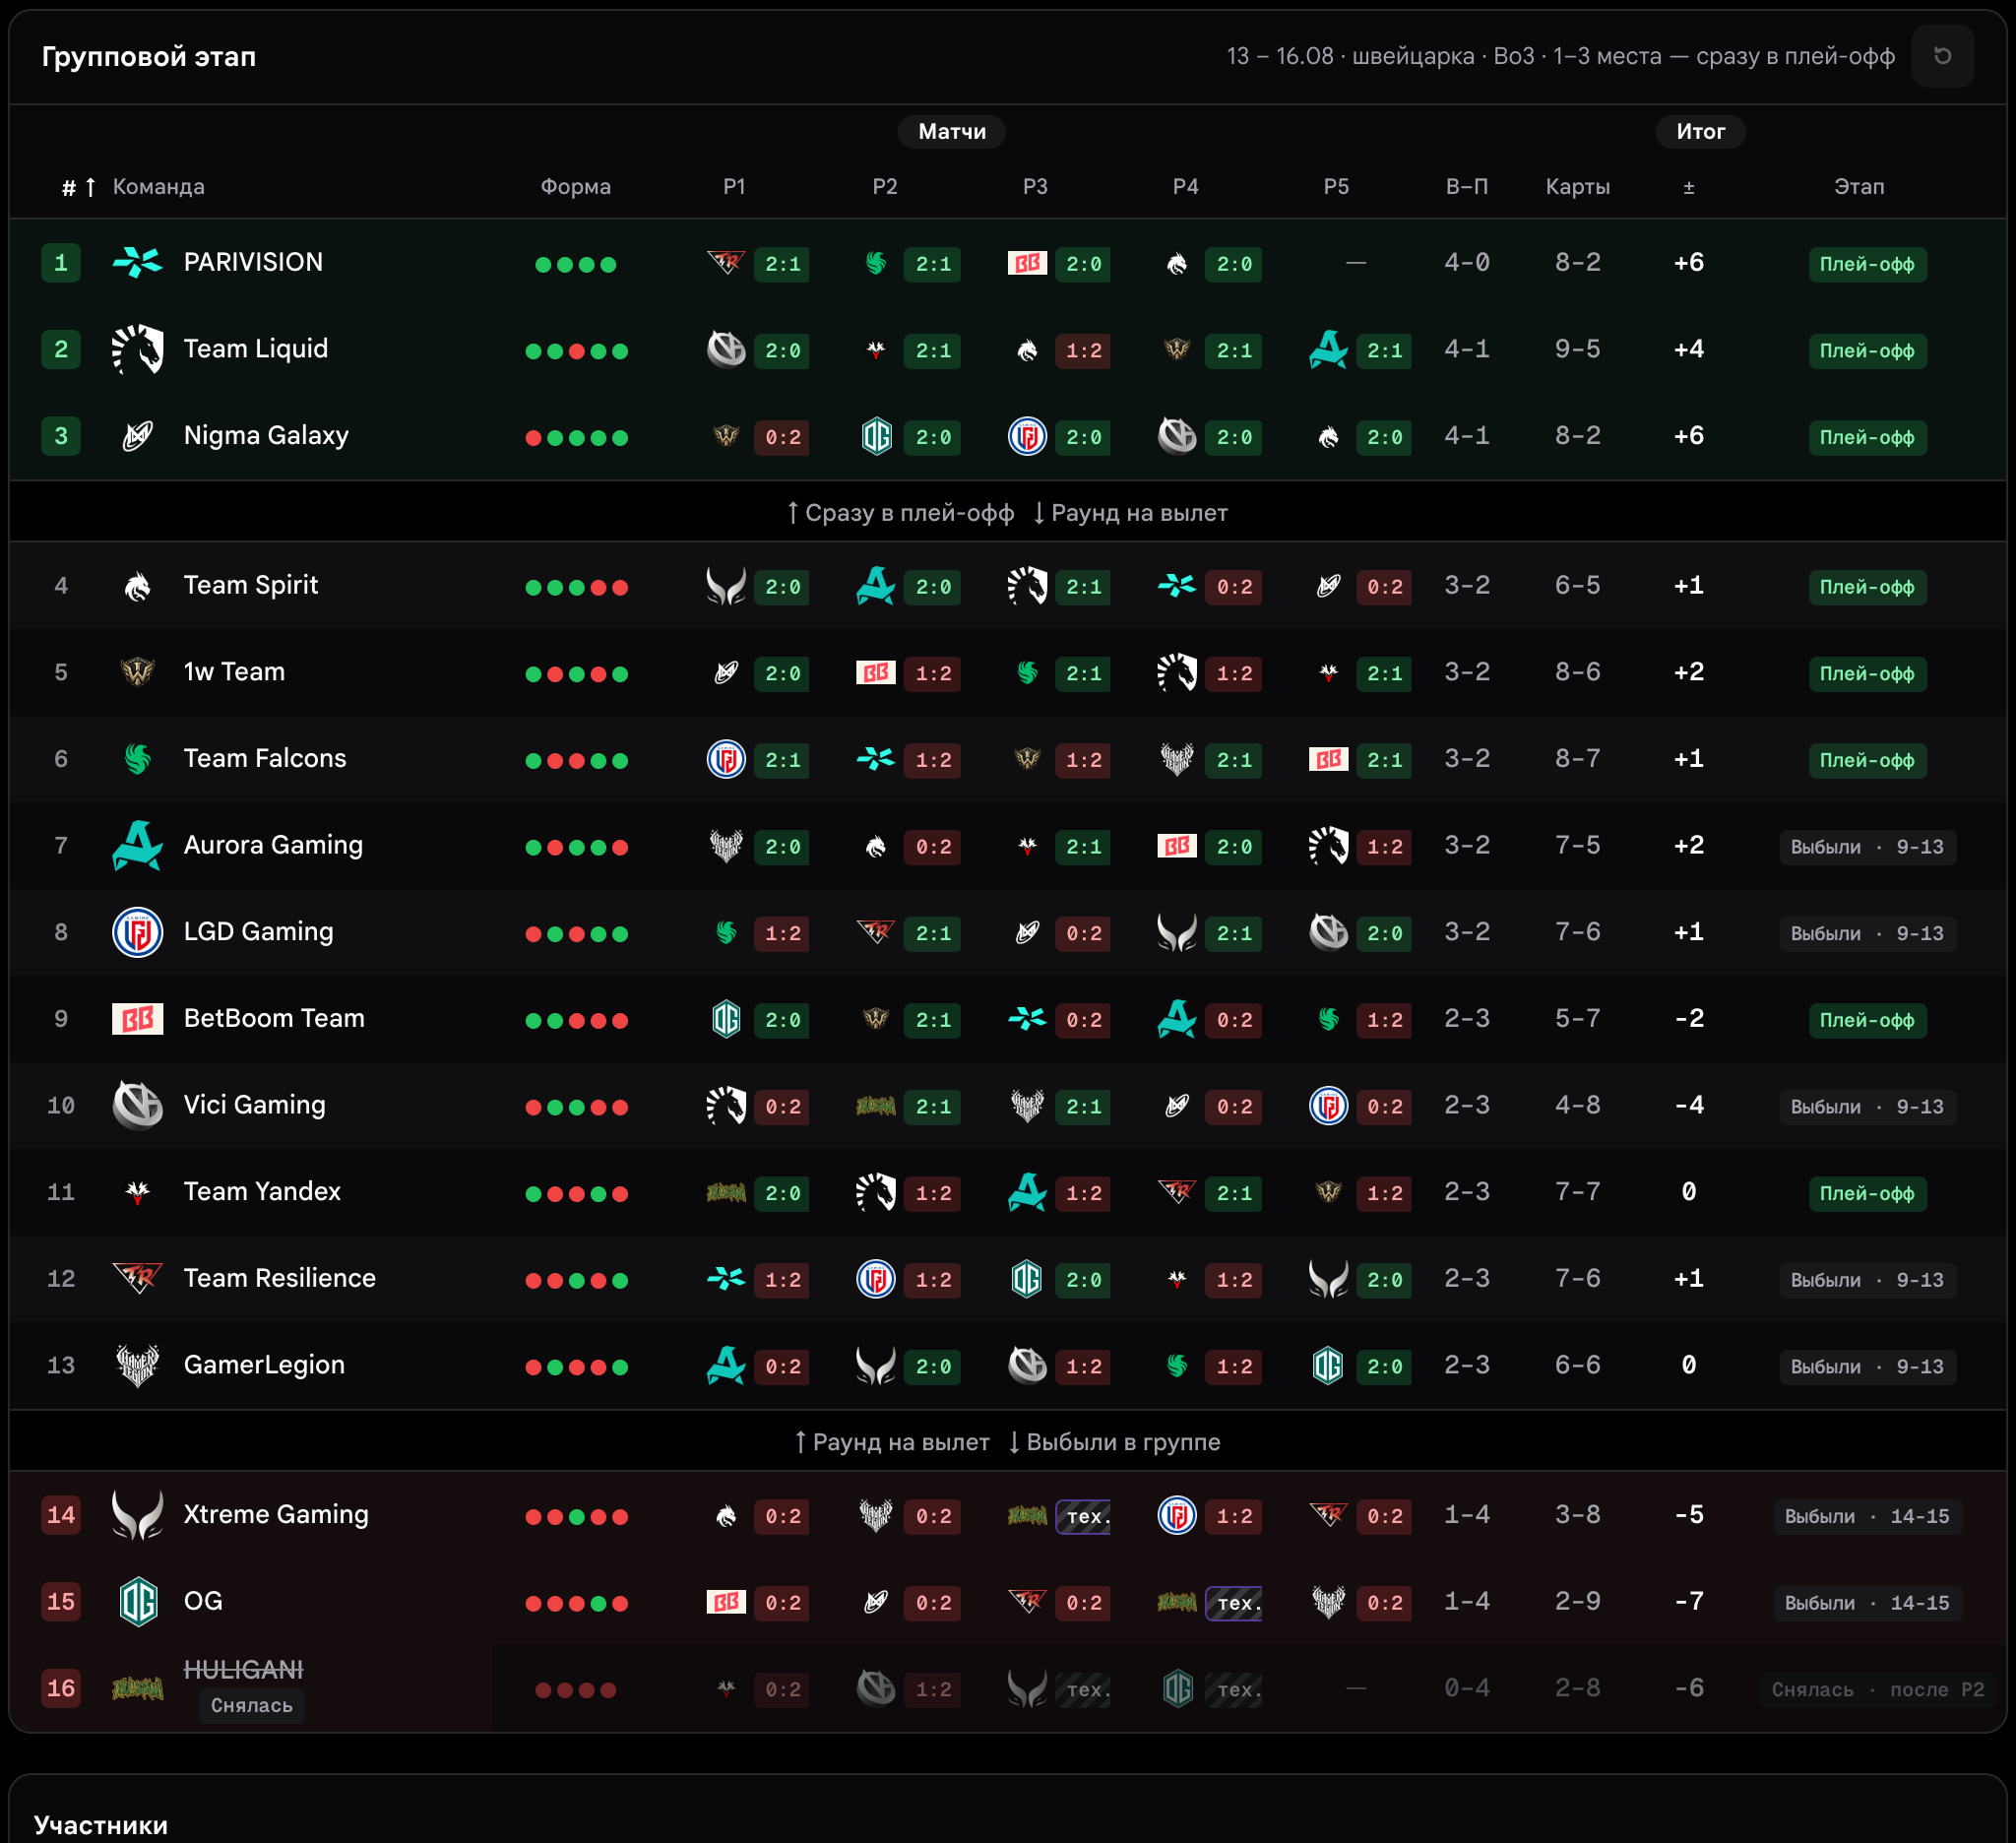 Групповой этап
13 – 16.08 · швейцарка · Bo3 · 1–3 места — сразу в плей-офф
Матчи Итог
# ↑ Команда Форма Р1 Р2 Р3 Р4 Р5 В–П Карты ± Этап
1 PARIVISION 2:1 2:1 2:0 2:0 — 4-0 8-2 +6 Плей-офф
2 Team Liquid 2:0 2:1 1:2 2:1 2:1 4-1 9-5 +4 Плей-офф
3 Nigma Galaxy 0:2 2:0 2:0 2:0 2:0 4-1 8-2 +6 Плей-офф
↑ Сразу в плей-офф ↓ Раунд на вылет
4 Team Spirit 2:0 2:0 2:1 0:2 0:2 3-2 6-5 +1 Плей-офф
5 1w Team 2:0 1:2 2:1 1:2 2:1 3-2 8-6 +2 Плей-офф
6 Team Falcons 2:1 1:2 1:2 2:1 2:1 3-2 8-7 +1 Плей-офф
7 Aurora Gaming 2:0 0:2 2:1 2:0 1:2 3-2 7-5 +2 Выбыли · 9-13
8 LGD Gaming 1:2 2:1 0:2 2:1 2:0 3-2 7-6 +1 Выбыли · 9-13
9 BetBoom Team 2:0 2:1 0:2 0:2 1:2 2-3 5-7 -2 Плей-офф
10 Vici Gaming 0:2 2:1 2:1 0:2 0:2 2-3 4-8 -4 Выбыли · 9-13
11 Team Yandex 2:0 1:2 1:2 2:1 1:2 2-3 7-7 0 Плей-офф
12 Team Resilience 1:2 1:2 2:0 1:2 2:0 2-3 7-6 +1 Выбыли · 9-13
13 GamerLegion 0:2 2:0 1:2 1:2 2:0 2-3 6-6 0 Выбыли · 9-13
↑ Раунд на вылет ↓ Выбыли в группе
14 Xtreme Gaming 0:2 0:2 тех. 1:2 0:2 1-4 3-8 -5 Выбыли · 14-15
15 OG 0:2 0:2 0:2 тех. 0:2 1-4 2-9 -7 Выбыли · 14-15
16 HULIGANI 0:2 1:2 тех. тех. — 0-4 2-8 -6 Снялась · после Р2
Снялась
Участники